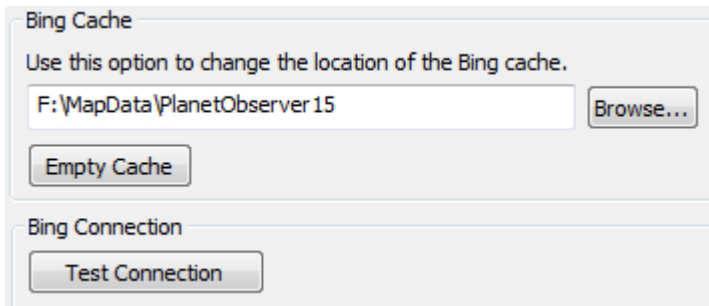 Bing Cache
Use this option to change the location of the Bing cache.
F:\MapData\PlanetObserver15
Browse...
Empty Cache
Bing Connection
Test Connection